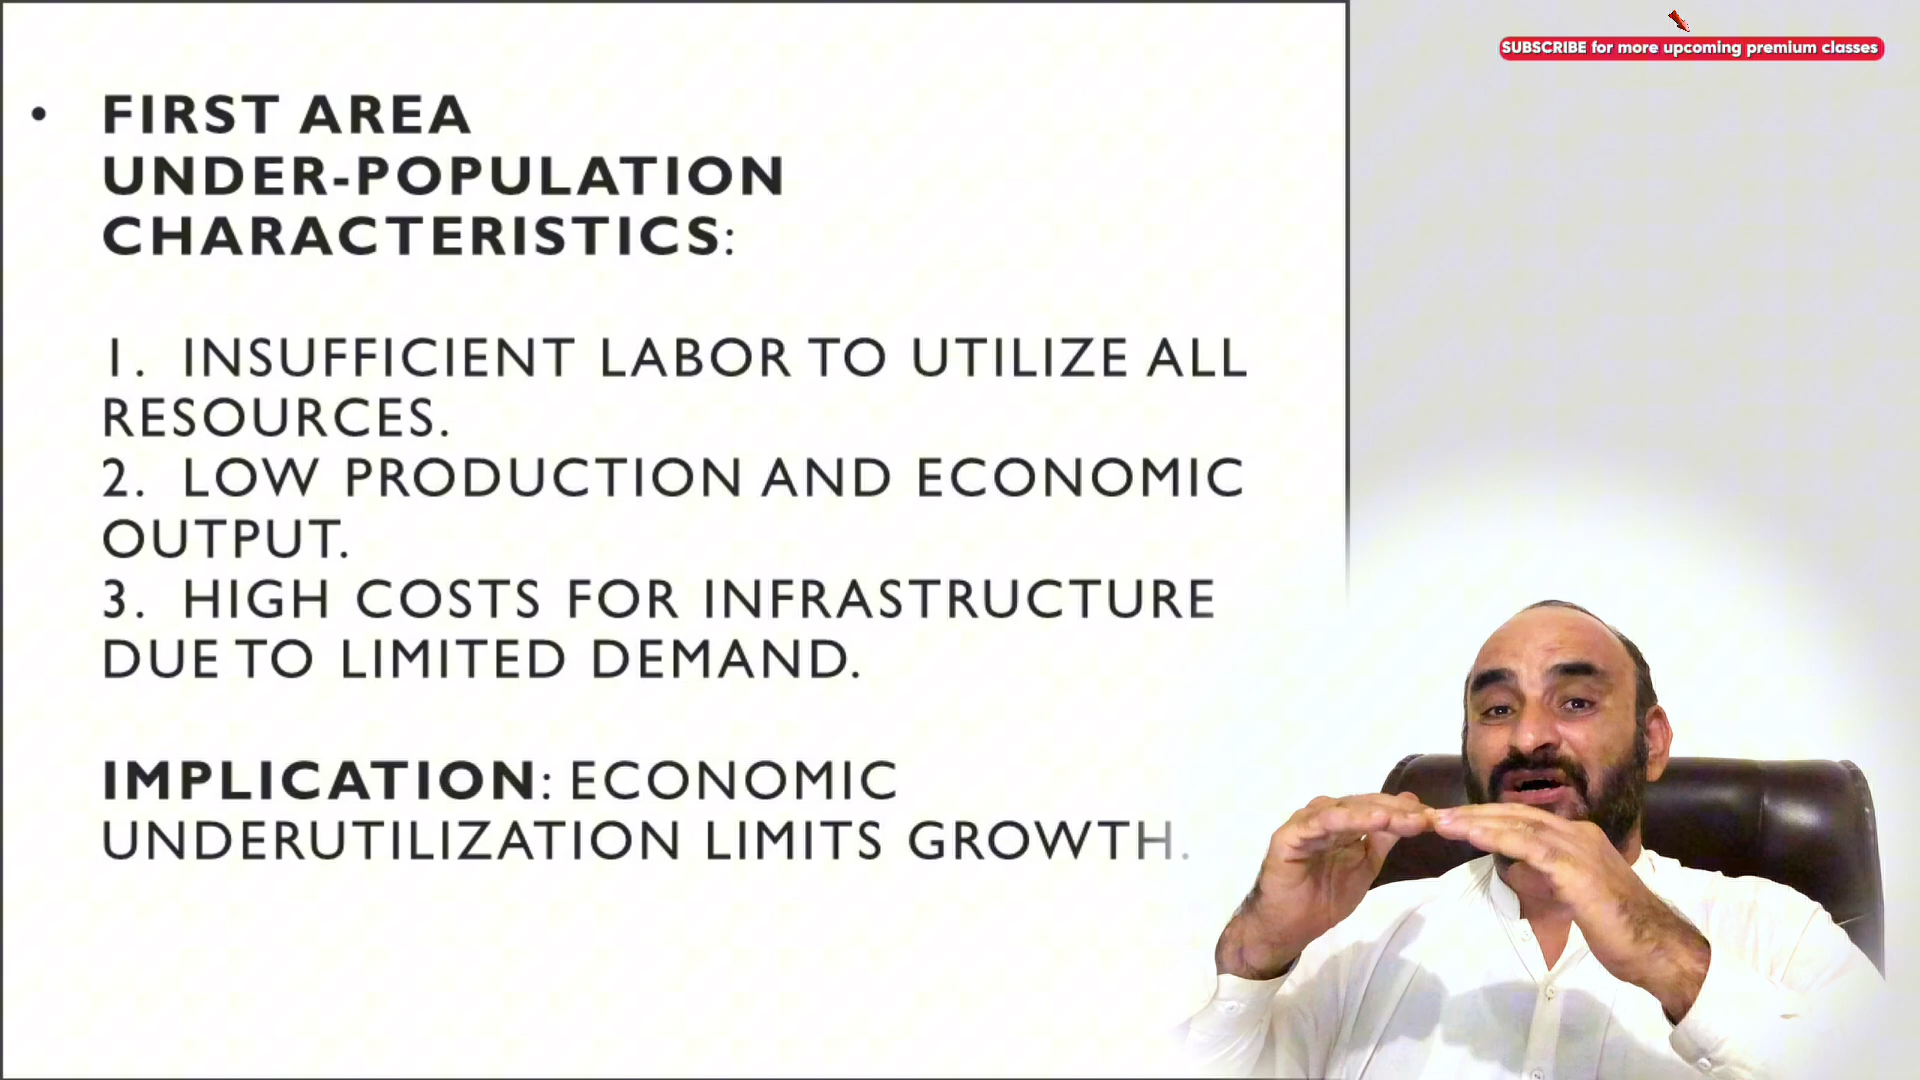 SUBSCRIBE for more upcoming premium classes
• FIRST AREA
UNDER-POPULATION
CHARACTERISTICS:
1. INSUFFICIENT LABOR TO UTILIZE ALL
RESOURCES.
2. LOW PRODUCTION AND ECONOMIC
OUTPUT.
3. HIGH COSTS FOR INFRASTRUCTURE
DUE TO LIMITED DEMAND.
IMPLICATION: ECONOMIC
UNDERUTILIZATION LIMITS GROWTH.